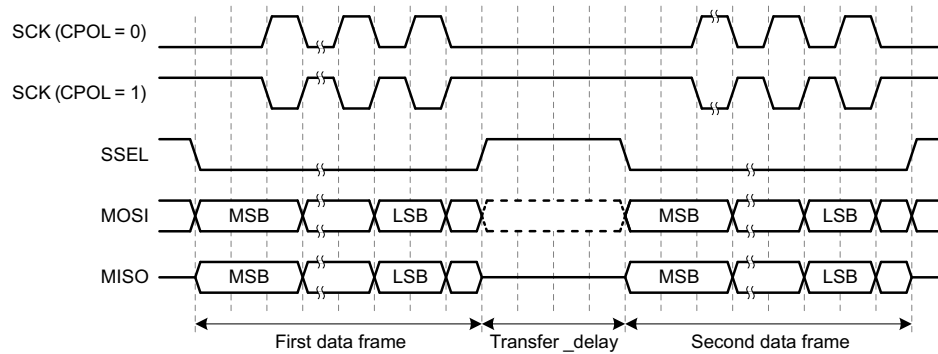 SCK (CPOL = 0)
SCK (CPOL = 1)
SSEL
MOSI MSB LSB MSB LSB
MISO MSB LSB MSB LSB
First data frame Transfer _delay Second data frame